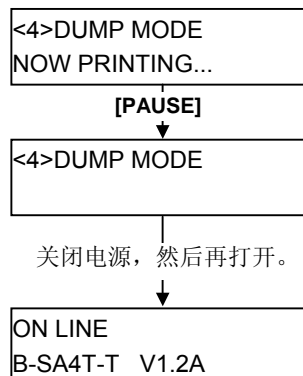 <4>DUMP MODE
NOW PRINTING...
[PAUSE]
<4>DUMP MODE
关闭电源，然后再打开。
ON LINE
B-SA4T-T V1.2A